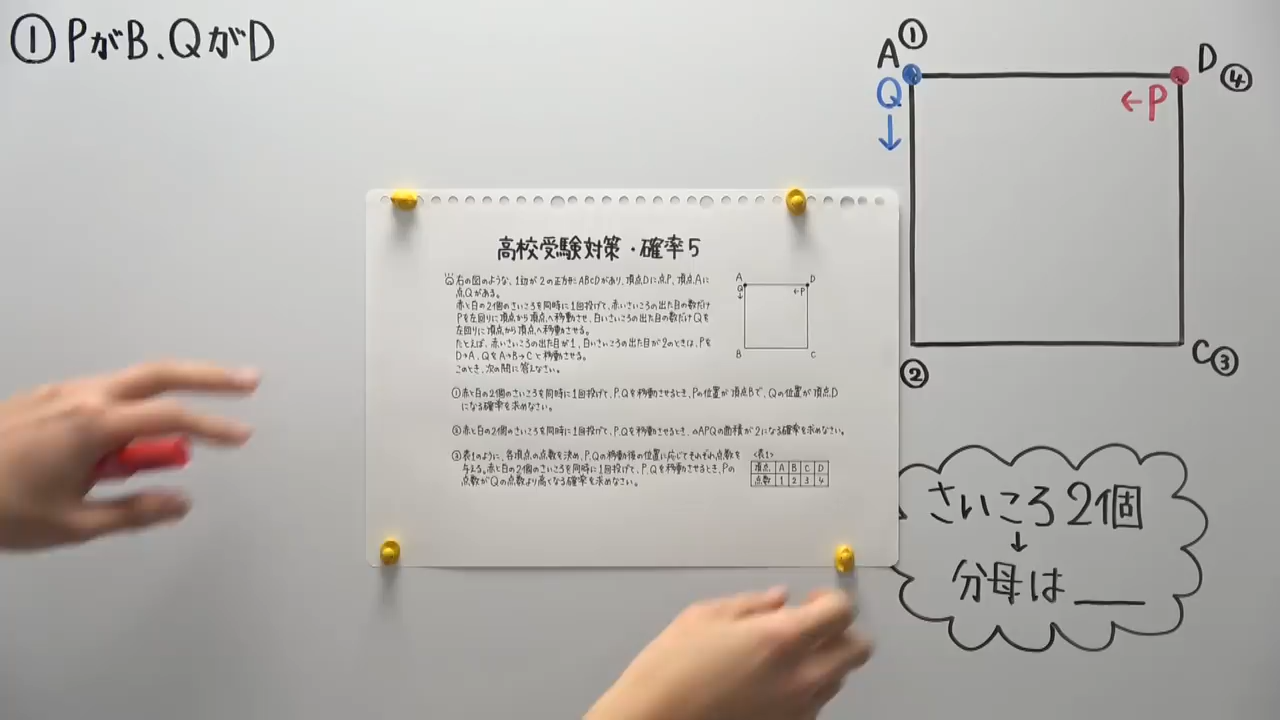 ①PがB、QがD
A①
D④
Q
↓
←P
②
C③
高校受験対策・確率5
Q右の図のような、1辺が2の正方形ABCDがあり、頂点Dに点P、頂点Aに
点Qがある。
赤と白の2個のさいころを同時に1回投げて、赤いさいころの出た目の数だけ
Pを左回りに頂点から頂点へ移動させ、白いさいころの出た目の数だけQを
左回りに頂点から頂点へ移動させる。
たとえば、赤いさいころの出た目が1、白いさいころの出た目が2のときは、Pを
D→A、QをA→B→Cと移動させる。
このとき、次の問に答えなさい。
A D
Q ←P
↓
B C
①赤と白の2個のさいころを同時に1回投げて、P、Qを移動させるとき、Pの位置が頂点Bで、Qの位置が頂点D
になる確率を求めなさい。
②赤と白の2個のさいころを同時に1回投げて、P、Qを移動させるとき、△APQの面積が2になる確率を求めなさい。
③表1のように、各頂点の点数を決め、P、Qの移動後の位置に応じてそれぞれ点数を
与える。赤と白の2個のさいころを同時に1回投げて、P、Qを移動させるとき、Pの
点数がQの点数より高くなる確率を求めなさい。
<表1>
頂点 A B C D
点数 1 2 3 4
さいころ2個
↓
分母は___